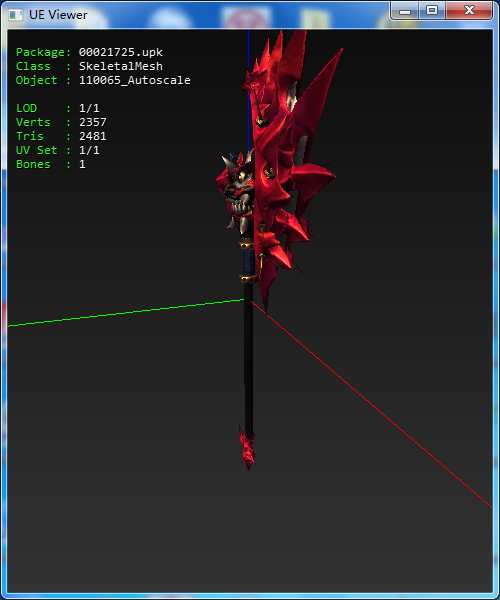 UE Viewer
Package: 00021725.upk
Class : SkeletalMesh
Object : 110065_Autoscale
LOD : 1/1
Verts : 2357
Tris : 2481
UV Set : 1/1
Bones : 1